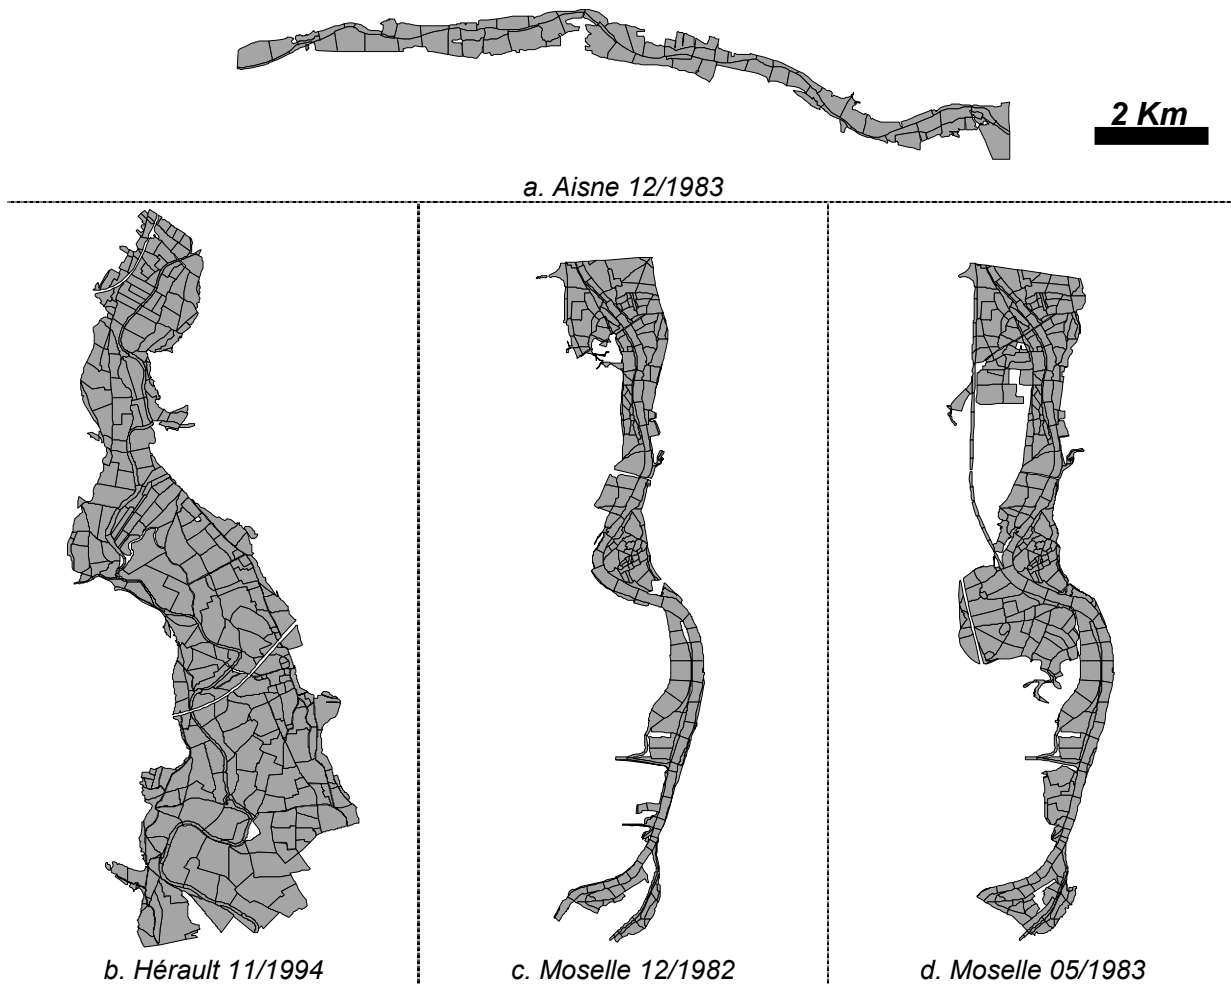 2 Km
a. Aisne 12/1983
b. Hérault 11/1994
c. Moselle 12/1982
d. Moselle 05/1983